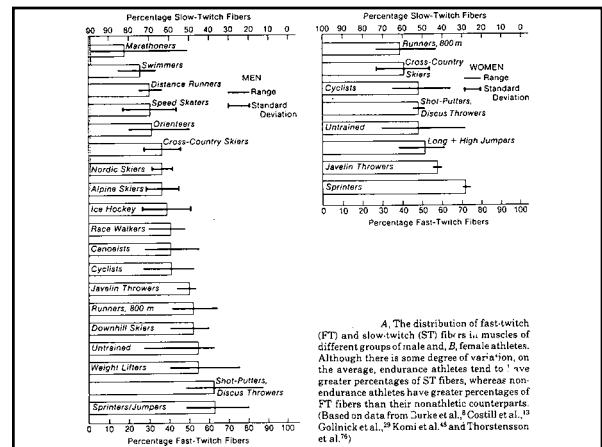 Percentage Slow-Twitch Fibers
100 90 80 70 60 50 40 30 20 10 0
Marathoners
Swimmers
Distance Runners
Speed Skaters
Orienteers
Cross-Country Skiers
Nordic Skiers
Alpine Skiers
Ice Hockey
Race Walkers
Canoeists
Cyclists
Javelin Throwers
Runners, 800 m
Downhill Skiers
Untrained
Weight Lifters
Shot-Putters,
Discus Throwers
Sprinters/Jumpers
0 10 20 30 40 50 60 70 80 90 100
Percentage Fast-Twitch Fibers
MEN
Range
Standard
Deviation
Percentage Slow-Twitch Fibers
100 90 80 70 60 50 40 30 20 10 0
Runners, 800 m
Cross-Country
Skiers
Cyclists
Shot-Putters,
Discus Throwers
Untrained
Long + High Jumpers
Javelin Throwers
Sprinters
0 10 20 30 40 50 60 70 80 90 100
Percentage Fast-Twitch Fibers
WOMEN
Range
Standard
Deviation
A, The distribution of fast-twitch
(FT) and slow-twitch (ST) fibers in muscles of
different groups of male and, B, female athletes.
Although there is some degree of variation, on
the average, endurance athletes tend to have
greater percentages of ST fibers, whereas non-
endurance athletes have greater percentages of
FT fibers than their nonathletic counterparts.
(Based on data from Burke et al.,⁸ Costill et al.,¹³
Gollnick et al.,²⁹ Komi et al.⁴⁵ and Thorstensson
et al.⁷⁶)